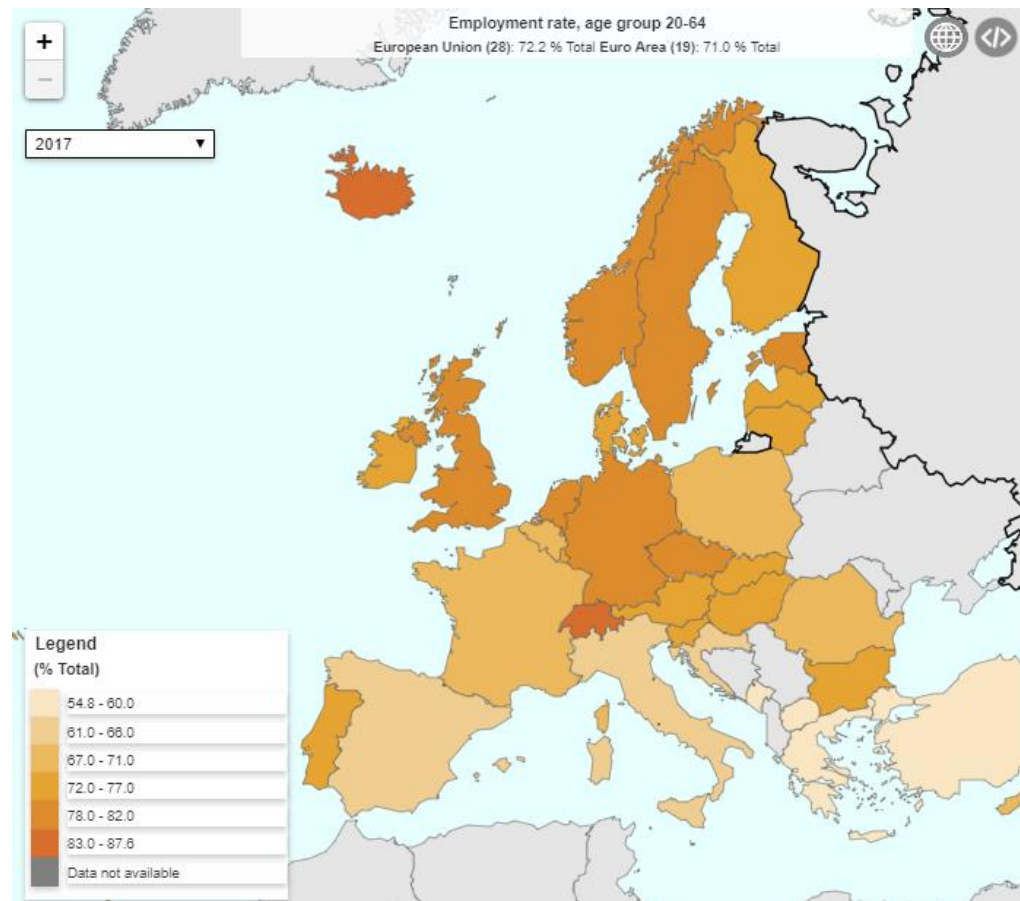 Employment rate, age group 20-64
European Union (28): 72.2 % Total Euro Area (19): 71.0 % Total
+
−
</>
2017
Legend
(% Total)
54.8 - 60.0
61.0 - 66.0
67.0 - 71.0
72.0 - 77.0
78.0 - 82.0
83.0 - 87.6
Data not available